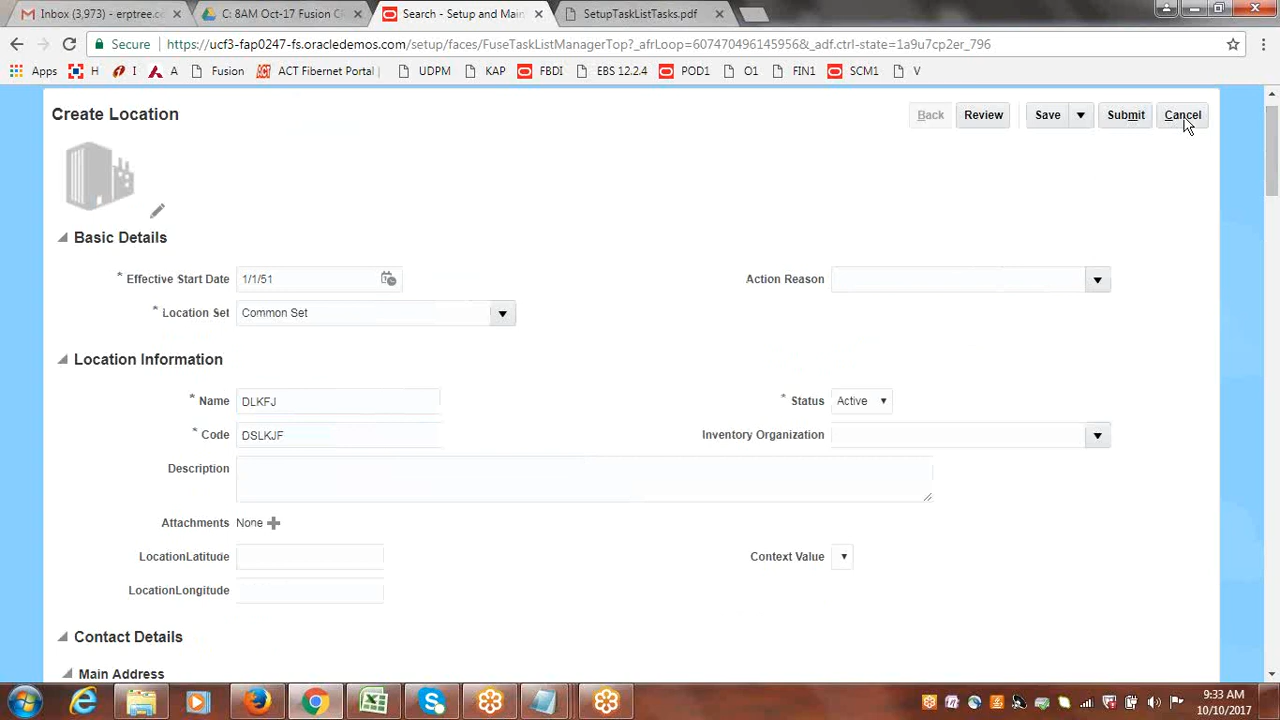 Inbox (3,973) - mrptree.co
C: 8AM Oct-17 Fusion C
Search - Setup and Main
SetupTaskListTasks.pdf
Secure https://ucf3-fap0247-fs.oracledemos.com/setup/faces/FuseTaskListManagerTop?_afrLoop=6074704961459565&_adf.ctrl-state=1a9u7cp2er_796
Apps H I A Fusion ACT Fibernet Portal UDPM KAP FBDI EBS 12.2.4 POD1 O1 FIN1 SCM1 V
Create Location Back Review Save Submit Cancel
Basic Details
* Effective Start Date 1/1/51 Action Reason
* Location Set Common Set
Location Information
* Name DLKFJ * Status Active
* Code DSLKJF Inventory Organization
Description
Attachments None
LocationLatitude Context Value
LocationLongitude
Contact Details
Main Address
9:33 AM
10/10/2017